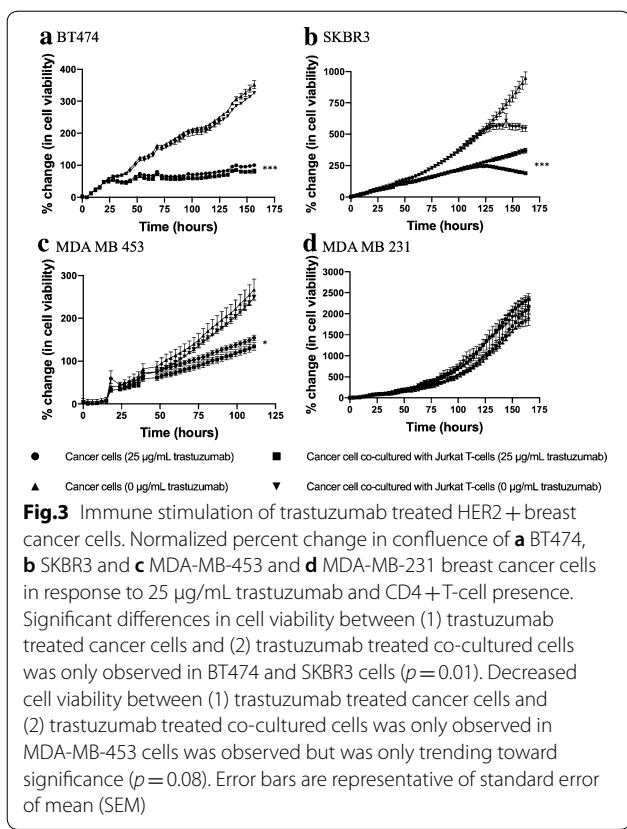 a BT474
b SKBR3
% change (in cell viability)
400
300
200
100
0
0 25 50 75 100 125 150 175
Time (hours)
***
% change (in cell viability)
1000
750
500
250
0
0 25 50 75 100 125 150 175
Time (hours)
***
c MDA MB 453
d MDA MB 231
% change (in cell viability)
300
200
100
0
0 25 50 75 100 125
Time (hours)
*
% change (in cell viability)
3000
2500
2000
1500
1000
500
0
0 25 50 75 100 125 150 175
Time (hours)
Cancer cells (25 µg/mL trastuzumab)
Cancer cell co-cultured with Jurkat T-cells (25 µg/mL trastuzumab)
Cancer cells (0 µg/mL trastuzumab)
Cancer cell co-cultured with Jurkat T-cells (0 µg/mL trastuzumab)
Fig.3 Immune stimulation of trastuzumab treated HER2 + breast
cancer cells. Normalized percent change in confluence of a BT474,
b SKBR3 and c MDA-MB-453 and d MDA-MB-231 breast cancer cells
in response to 25 µg/mL trastuzumab and CD4 + T-cell presence.
Significant differences in cell viability between (1) trastuzumab
treated cancer cells and (2) trastuzumab treated co-cultured cells
was only observed in BT474 and SKBR3 cells (p = 0.01). Decreased
cell viability between (1) trastuzumab treated cancer cells and
(2) trastuzumab treated co-cultured cells was only observed in
MDA-MB-453 cells was observed but was only trending toward
significance (p = 0.08). Error bars are representative of standard error
of mean (SEM)